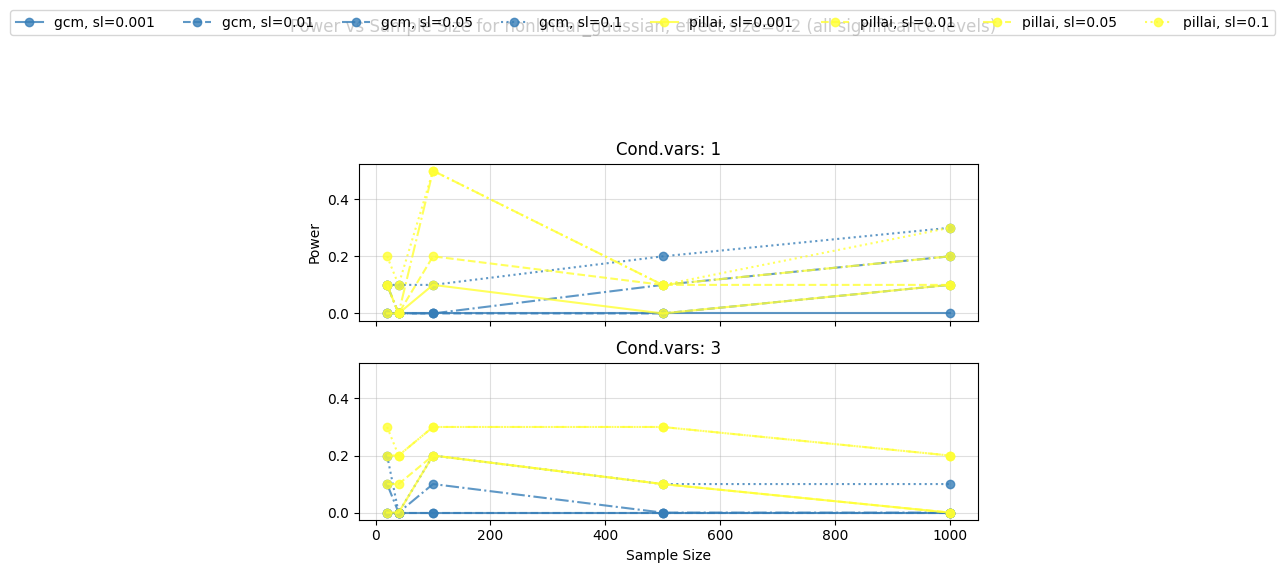 Power vs Sample Size for nonlinear_gaussian, effect size=0.2 (all significance levels)
gcm, sl=0.001 gcm, sl=0.01 gcm, sl=0.05 gcm, sl=0.1 pillai, sl=0.001 pillai, sl=0.01 pillai, sl=0.05 pillai, sl=0.1
Cond.vars: 1
Power
0.4
0.2
0.0
Cond.vars: 3
0.4
0.2
0.0
0 200 400 600 800 1000
Sample Size